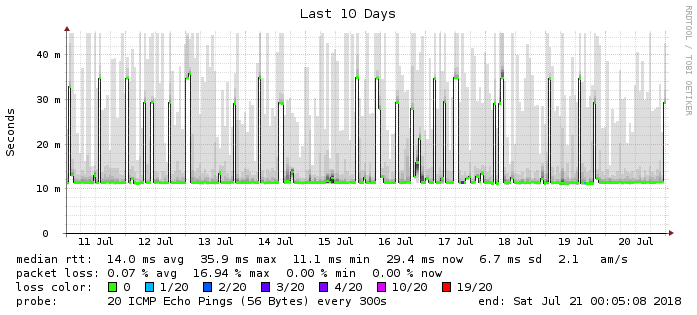 Last 10 Days
RRDTOOL / TOBI OETIKER
Seconds
40 m
30 m
20 m
10 m
0
11 Jul 12 Jul 13 Jul 14 Jul 15 Jul 16 Jul 17 Jul 18 Jul 19 Jul 20 Jul
median rtt: 14.0 ms avg 35.9 ms max 11.1 ms min 29.4 ms now 6.7 ms sd 2.1 am/s
packet loss: 0.07 % avg 16.94 % max 0.00 % min 0.00 % now
loss color: 0 1/20 2/20 3/20 4/20 10/20 19/20
probe: 20 ICMP Echo Pings (56 Bytes) every 300s end: Sat Jul 21 00:05:08 2018